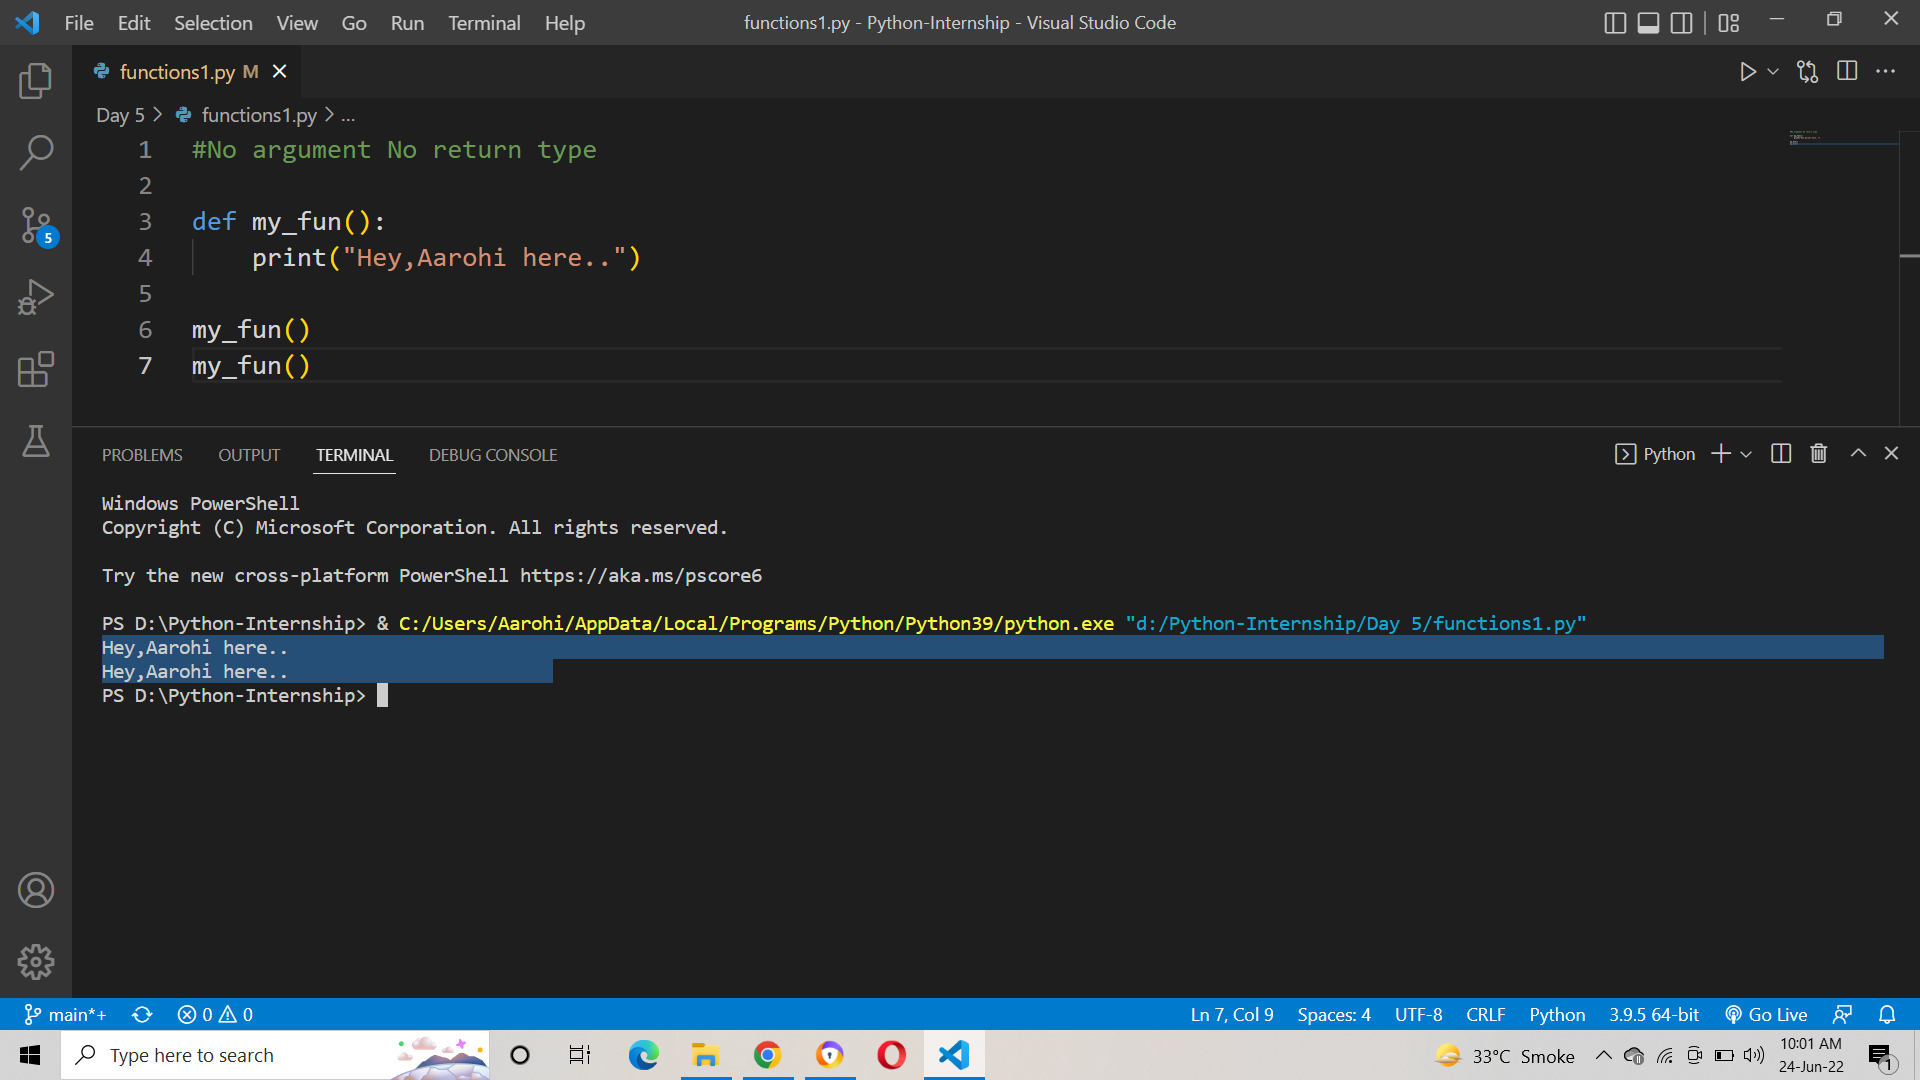 File Edit Selection View Go Run Terminal Help functions1.py - Python-Internship - Visual Studio Code
functions1.py M
Day 5 > functions1.py > ...
1 #No argument No return type
2
3 def my_fun():
4     print("Hey,Aarohi here..")
5
6 my_fun()
7 my_fun()
5
PROBLEMS OUTPUT TERMINAL DEBUG CONSOLE Python
Windows PowerShell
Copyright (C) Microsoft Corporation. All rights reserved.
Try the new cross-platform PowerShell https://aka.ms/pscore6
PS D:\Python-Internship> & C:/Users/Aarohi/AppData/Local/Programs/Python/Python39/python.exe "d:/Python-Internship/Day 5/functions1.py"
Hey,Aarohi here..
Hey,Aarohi here..
PS D:\Python-Internship>
main*+ 0 0 Ln 7, Col 9 Spaces: 4 UTF-8 CRLF Python 3.9.5 64-bit Go Live
Type here to search 33°C Smoke 10:01 AM
24-Jun-22 1